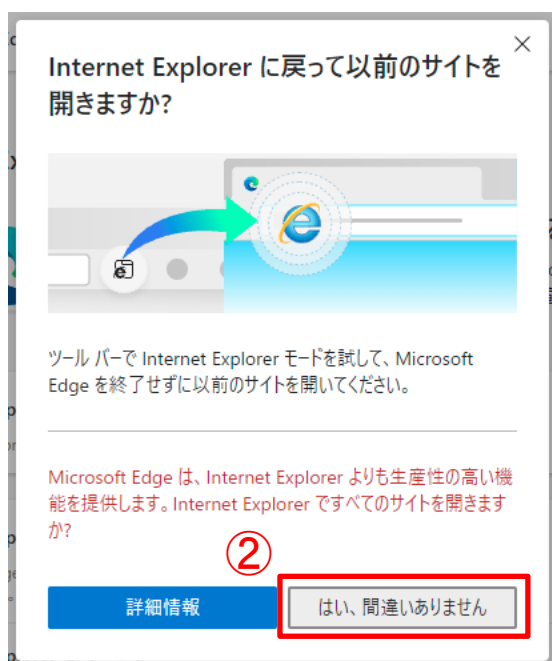 Internet Explorer に戻って以前のサイトを
開きますか?
ツール バーで Internet Explorer モードを試して、Microsoft
Edge を終了せずに以前のサイトを開いてください。
Microsoft Edge は、Internet Explorer よりも生産性の高い機
能を提供します。Internet Explorer ですべてのサイトを開きます
か?
②
詳細情報
はい、間違いありません